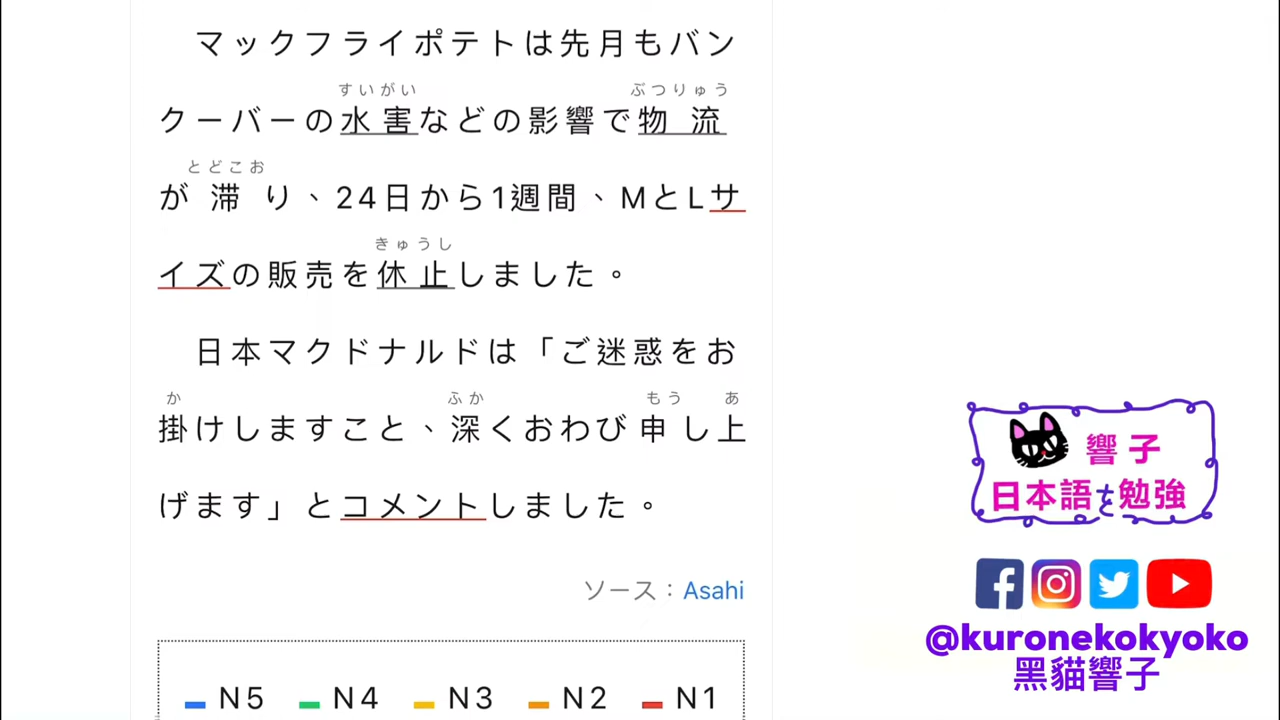 マックフライポテトは先月もバン
すいがい ぶつりゅう
クーバーの水害などの影響で物流
とどこお
が滞り、24日から1週間、MとLサ
きゅうし
イズの販売を休止しました。
日本マクドナルドは「ご迷惑をお
か ふか もう あ
掛けしますこと、深くおわび申し上
げます」とコメントしました。
ソース：Asahi
N5 N4 N3 N2 N1
響子
日本語を勉強
@kuronekokyoko
黑貓響子